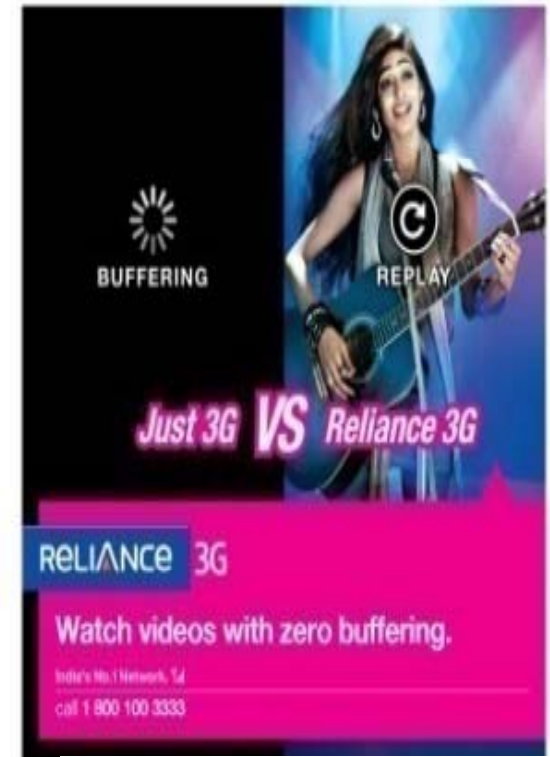 BUFFERING
REPLAY
Just 3G VS Reliance 3G
RELIANCE 3G
Watch videos with zero buffering.
India's No.1 Network.
call 1 800 100 3333